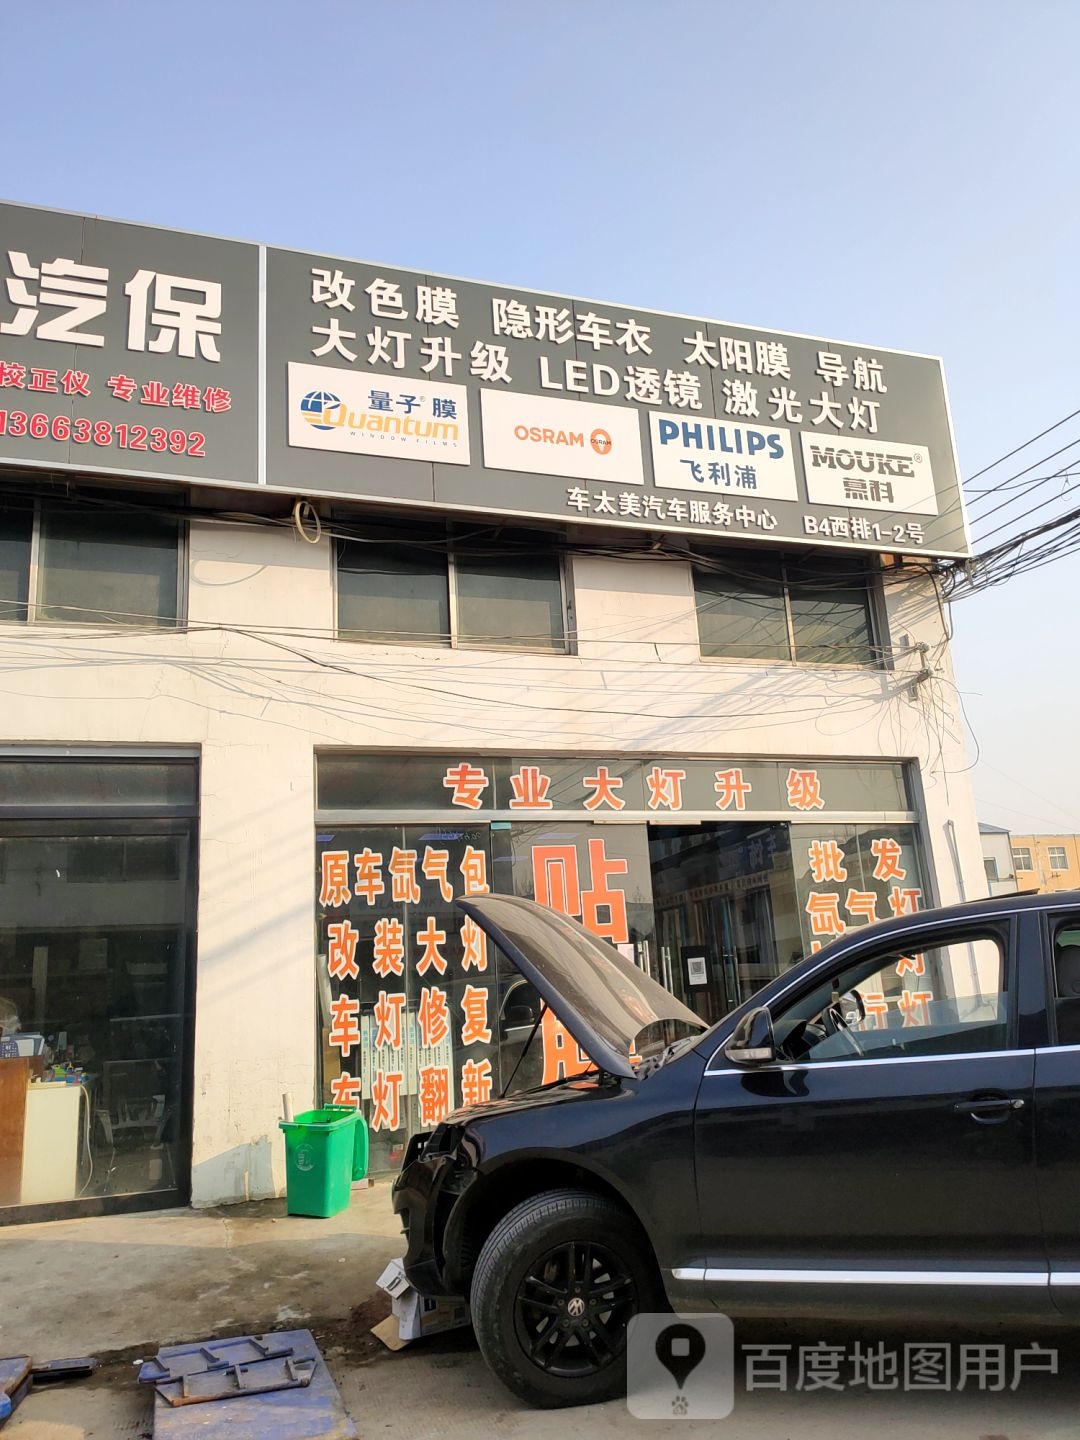 汽保
校正仪 专业维修
13663812392
改色膜 隐形车衣 太阳膜 导航
大灯升级 LED透镜 激光大灯
量子®膜
Quantum
WINDOW FILMS
OSRAM OSRAM
PHILIPS
飞利浦
MOUKE®
慕科
车太美汽车服务中心 B4西排1-2号
专业大灯升级
原车氙气包
改装大灯
车灯修复
车灯翻新
贴
批发
氙气灯
灯
行灯
百度地图用户